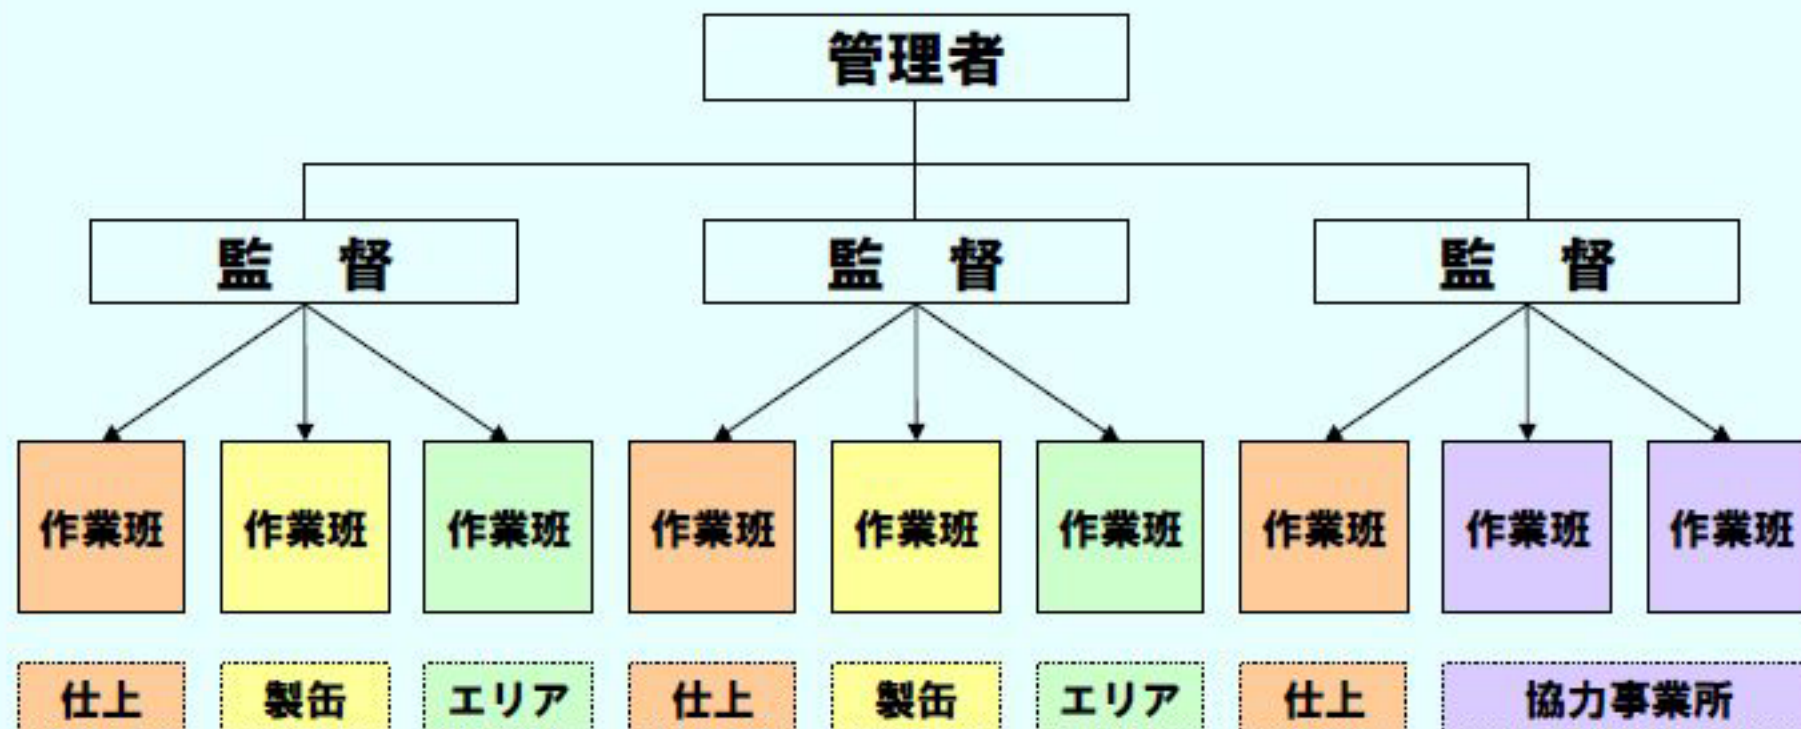 管理者
監　督
監　督
監　督
作業班
作業班
作業班
作業班
作業班
作業班
作業班
作業班
作業班
仕上
製缶
エリア
仕上
製缶
エリア
仕上
協力事業所